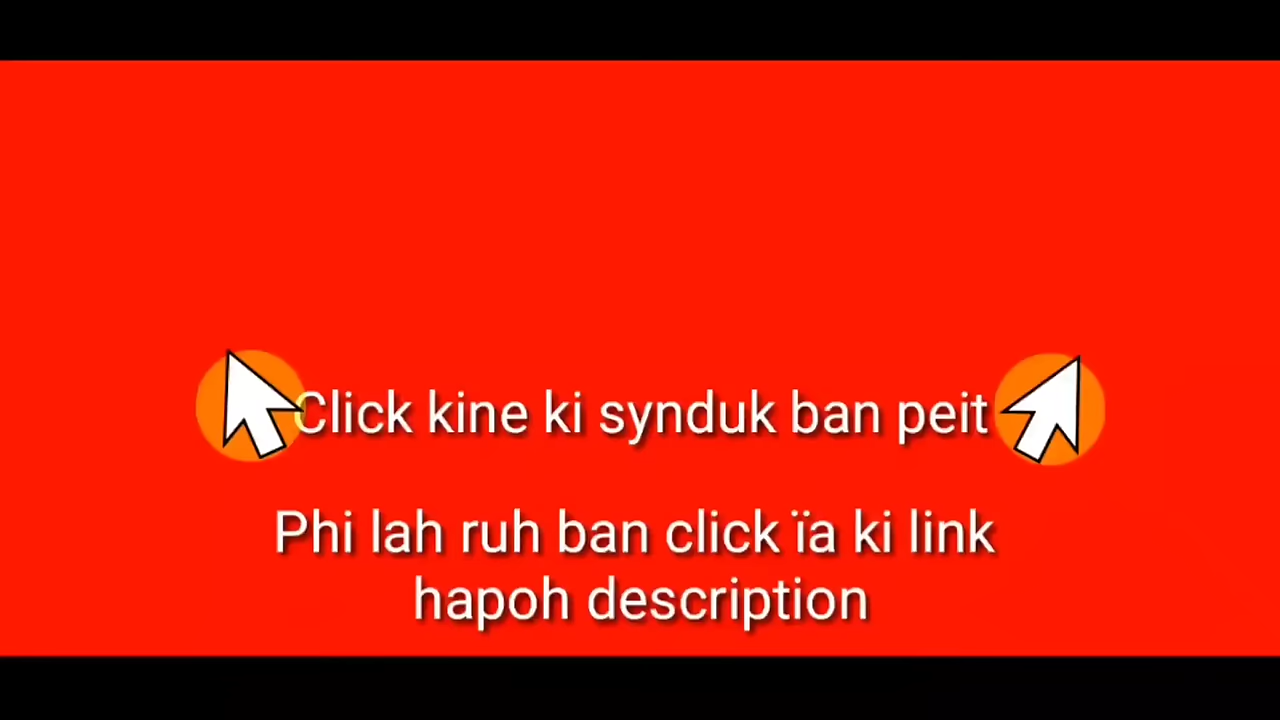 Click kine ki synduk ban peit
Phi lah ruh ban click ïa ki link
hapoh description